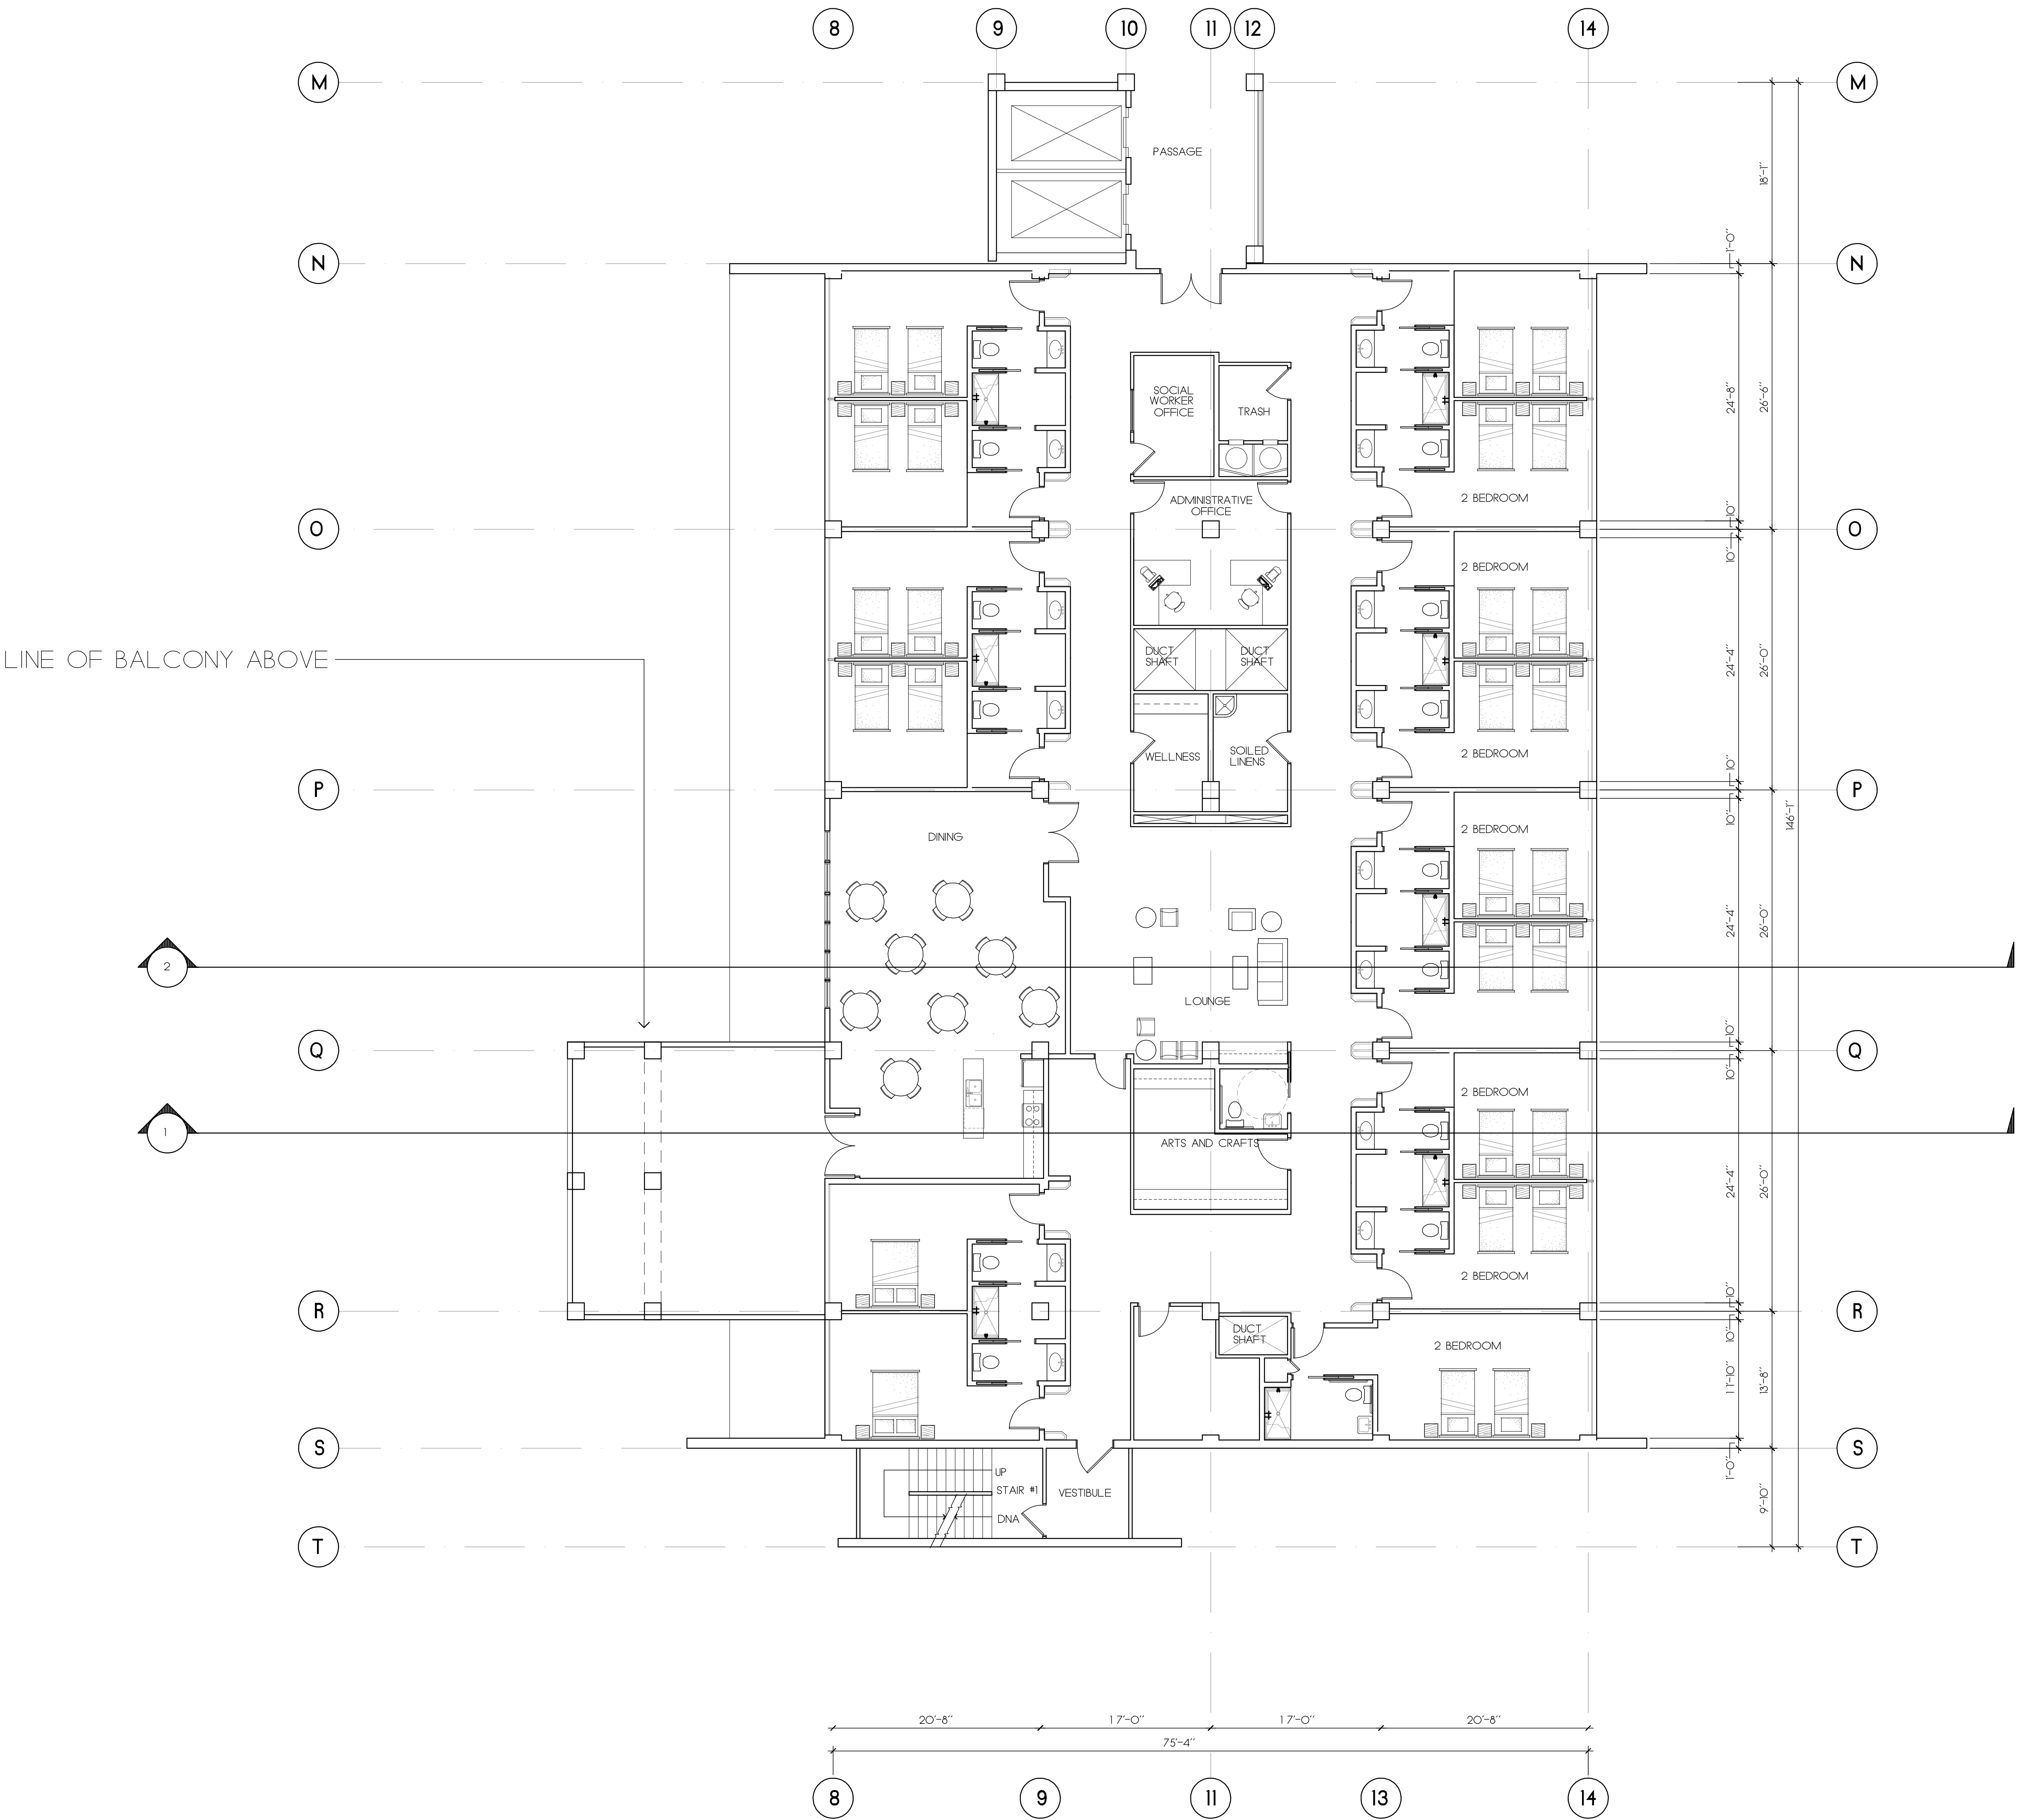 8 9 10 11 12 14
M M
PASSAGE
18'-1"
1'-0"
N N
SOCIAL
WORKER
OFFICE
TRASH
24'-8"
26'-6"
2 BEDROOM
ADMINISTRATIVE
OFFICE
10"
O O
10"
2 BEDROOM
LINE OF BALCONY ABOVE
DUCT
SHAFT
DUCT
SHAFT
24'-4"
26'-0"
WELLNESS
SOILED
LINENS
2 BEDROOM
10"
P P
10"
146'-1"
2 BEDROOM
DINING
24'-4"
26'-0"
2
LOUNGE
10"
Q Q
10"
2 BEDROOM
1
ARTS AND CRAFTS
24'-4"
26'-0"
2 BEDROOM
10"
R R
10"
DUCT
SHAFT
2 BEDROOM
11'-10"
13'-8"
S S
1'-0"
UP
STAIR #1
VESTIBULE
DNA
9'-10"
T T
20'-8" 17'-0" 17'-0" 20'-8"
75'-4"
8 9 11 13 14